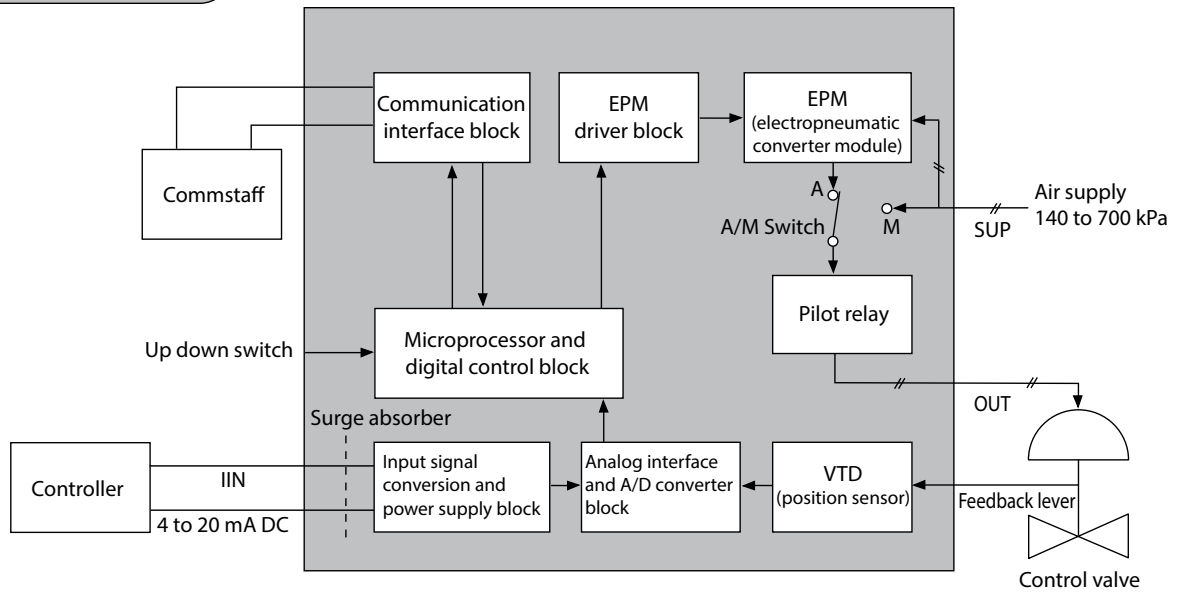 Communication
interface block
EPM
driver block
EPM
(electropneumatic
converter module)
Commstaff
A
A/M Switch
M
SUP
Air supply
140 to 700 kPa
Pilot relay
Up down switch
Microprocessor and
digital control block
OUT
Surge absorber
Controller
IIN
4 to 20 mA DC
Input signal
conversion and
power supply block
Analog interface
and A/D converter
block
VTD
(position sensor)
Feedback lever
Control valve